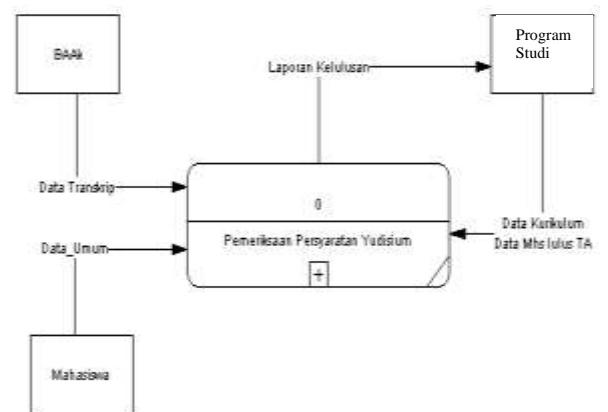 BAAk
Program
Studi
Laporan Kelulusan
Data Transkrip
0
Data_Umum
Pemeriksaan Persyaratan Yudisium
+
Data Kurikulum
Data Mhs lulus TA
Mahasiswa